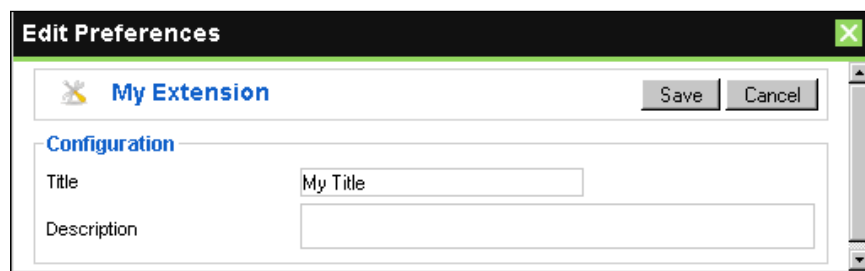 Edit Preferences
My Extension
Save Cancel
Configuration
Title My Title
Description